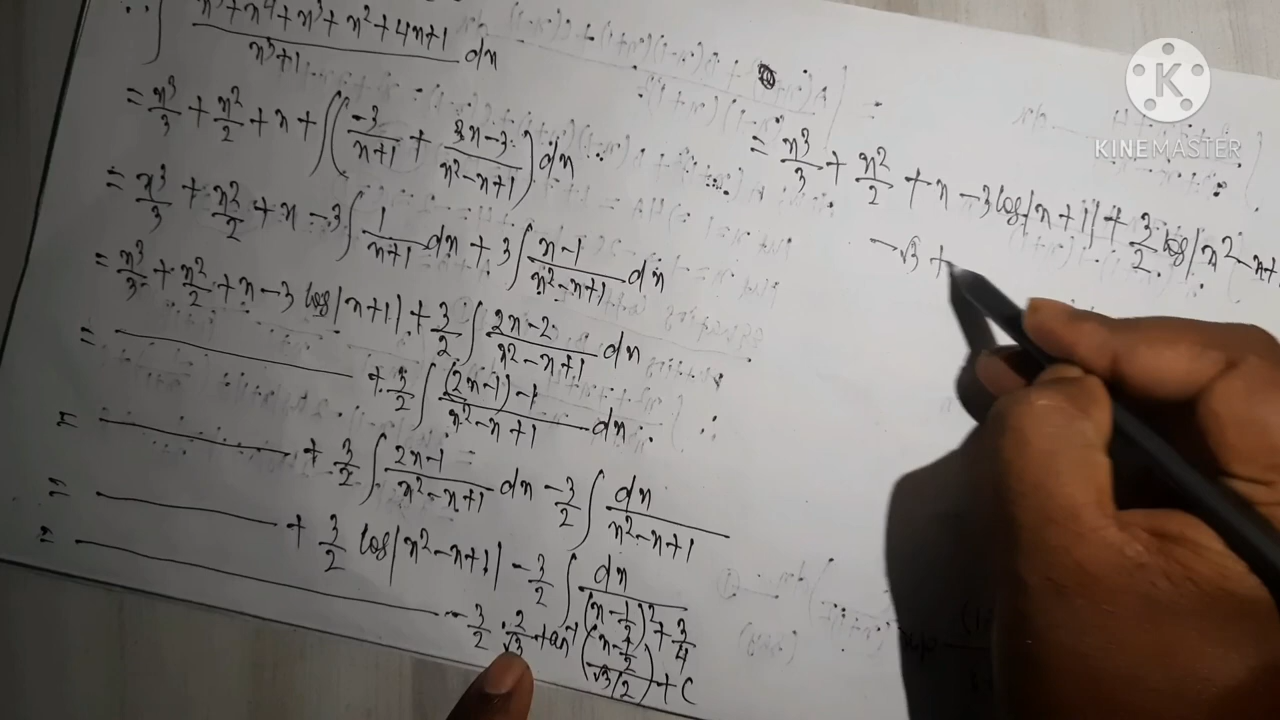 ∵ ∫ (x⁵+x⁴+x³+x²+4x+1)/(x³+1) dx
= x³/3 + x²/2 + x + ∫(-3/(x+1) + (3x-3)/(x²-x+1)) dx
= x³/3 + x²/2 + x - 3∫ 1/(x+1) dx + 3∫ (x-1)/(x²-x+1) dx
= x³/3 + x²/2 + x - 3 log|x+1| + 3/2 ∫ (2x-2)/(x²-x+1) dx
= ———— + 3/2 ∫ ((2x-1)-1)/(x²-x+1) dx
= ———— + 3/2 ∫ (2x-1)/(x²-x+1) dx - 3/2 ∫ dx/(x²-x+1)
= ———— + 3/2 log|x²-x+1| - 3/2 ∫ dx/((x-1/2)²+3/4)
= ———— - 3/2 · 2/√3 tan⁻¹((x-1/2)/(√3/2)) + C
= x³/3 + x²/2 + x - 3 log|x+1| + 3/2 log|x²-x+
- √3 t
KINEMASTER